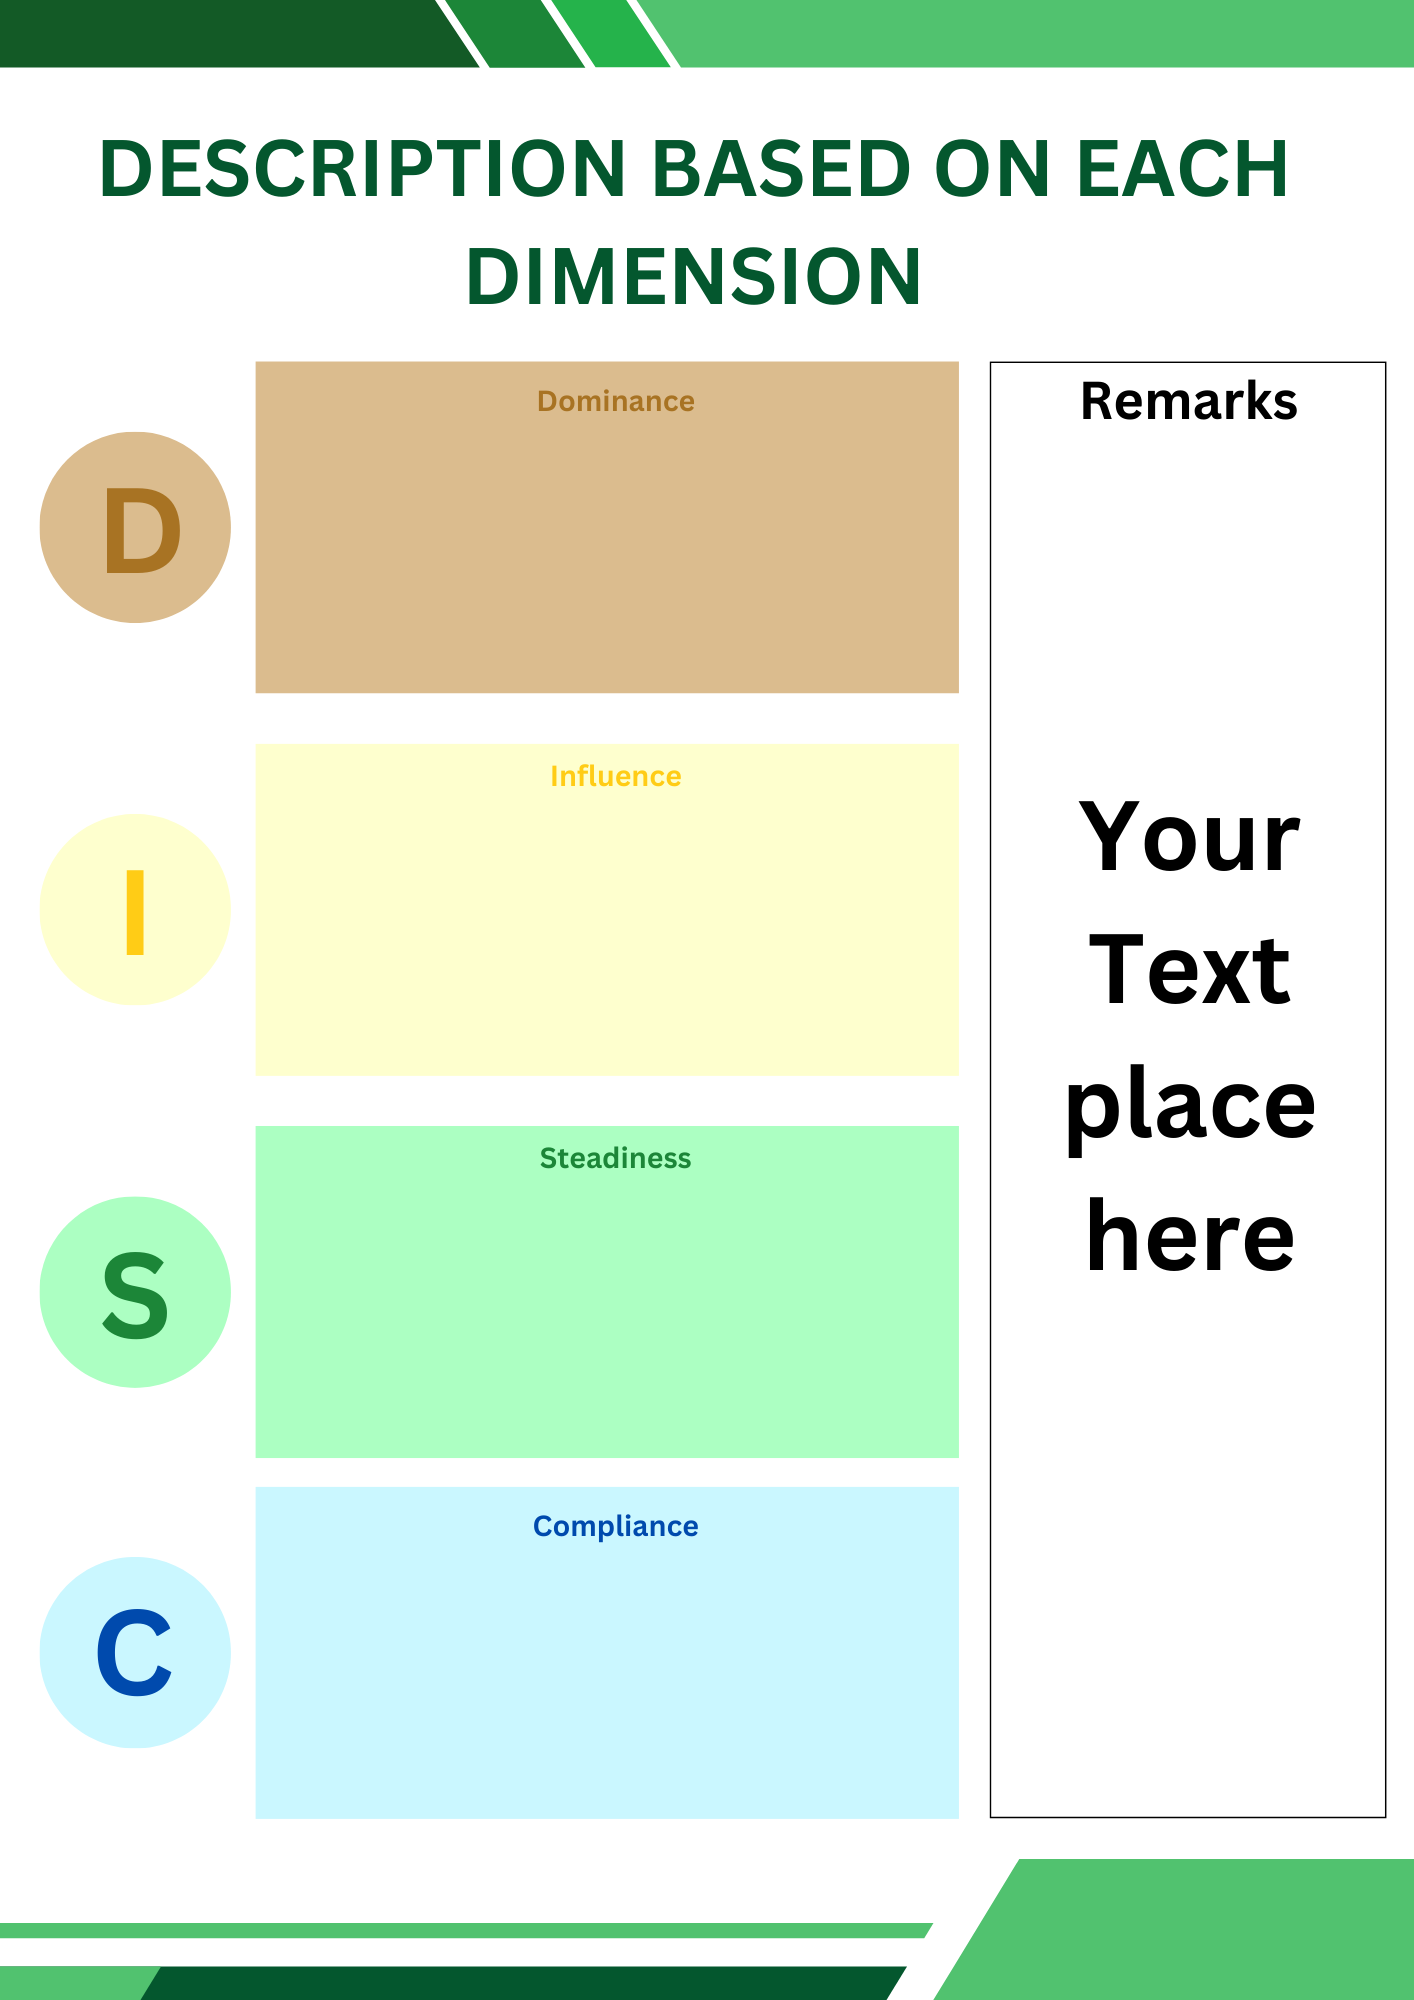 DESCRIPTION BASED ON EACH
DIMENSION
D
Dominance
I
Influence
S
Steadiness
C
Compliance
Remarks
Your
Text
place
here